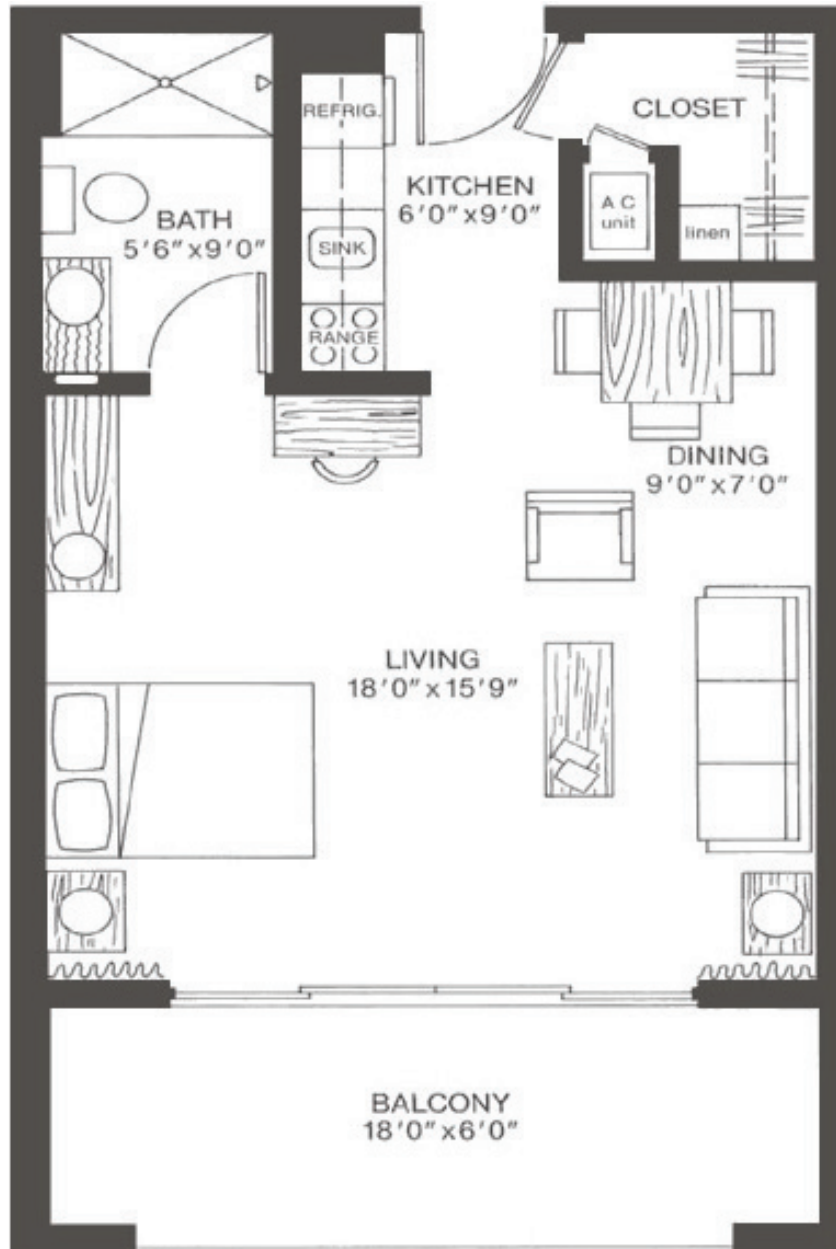 REFRIG.
CLOSET
KITCHEN
6'0"x9'0"
A C
unit
BATH
5'6"x9'0"
SINK
linen
RANGE
DINING
9'0"x7'0"
LIVING
18'0"x15'9"
BALCONY
18'0"x6'0"